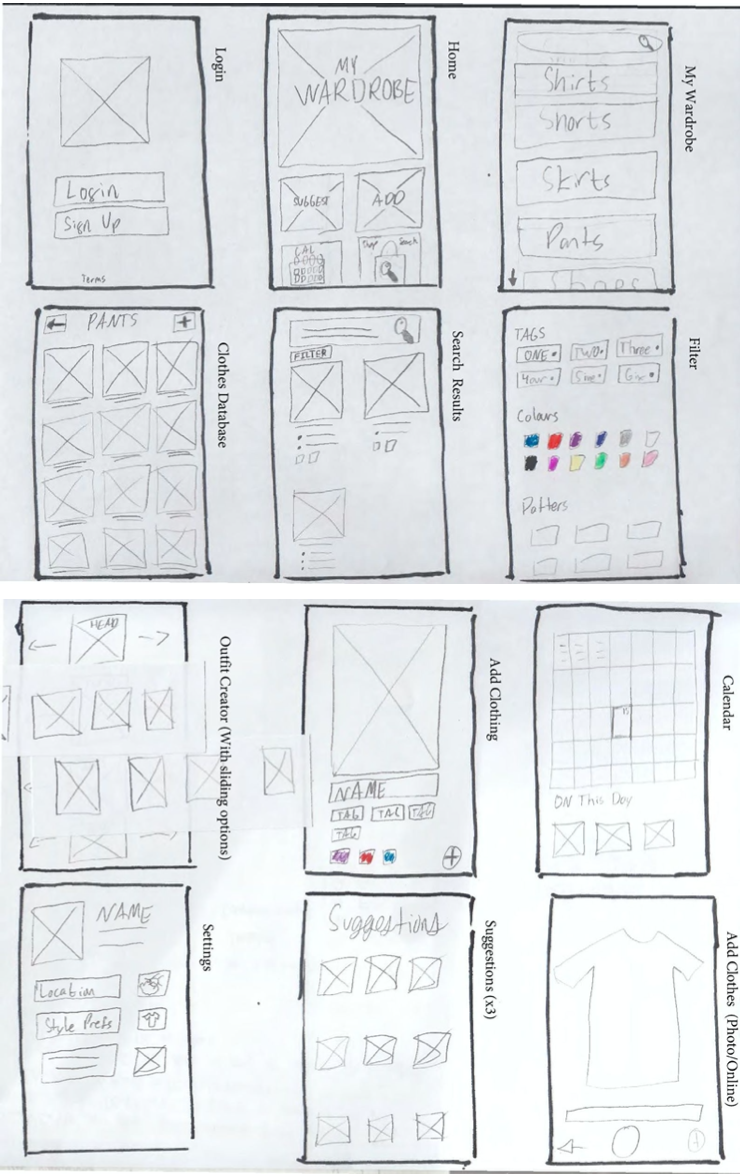 Login
Login
Sign Up
Terms
Home
MY
WARDROBE
SUGGEST
ADD
CAL
Search
My Wardrobe
Shirts
Shorts
Skirts
Pants
Shoes
Clothes Database
PANTS
Search Results
FILTER
Filter
TAGS
ONE
TWO
Three
Four
Colours
Patters
Outfit Creator (With sliding options)
HEAD
Add Clothing
NAME
TAG
TAG
TAG
TAG
Calendar
15
ON This Day
Settings
NAME
Location
Style Prefs
Suggestions (x3)
Suggestions
Add Clothes (Photo/Online)